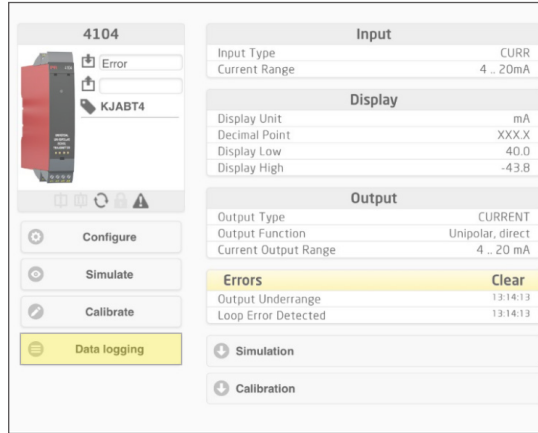 4104
Error
KJABT4
Configure
Simulate
Calibrate
Data logging
Input
Input Type CURR
Current Range 4 .. 20mA
Display
Display Unit mA
Decimal Point XXX.X
Display Low 40.0
Display High -43.8
Output
Output Type CURRENT
Output Function Unipolar, direct
Current Output Range 4 .. 20 mA
Errors Clear
Output Underrange 13:14:13
Loop Error Detected 13:14:13
Simulation
Calibration